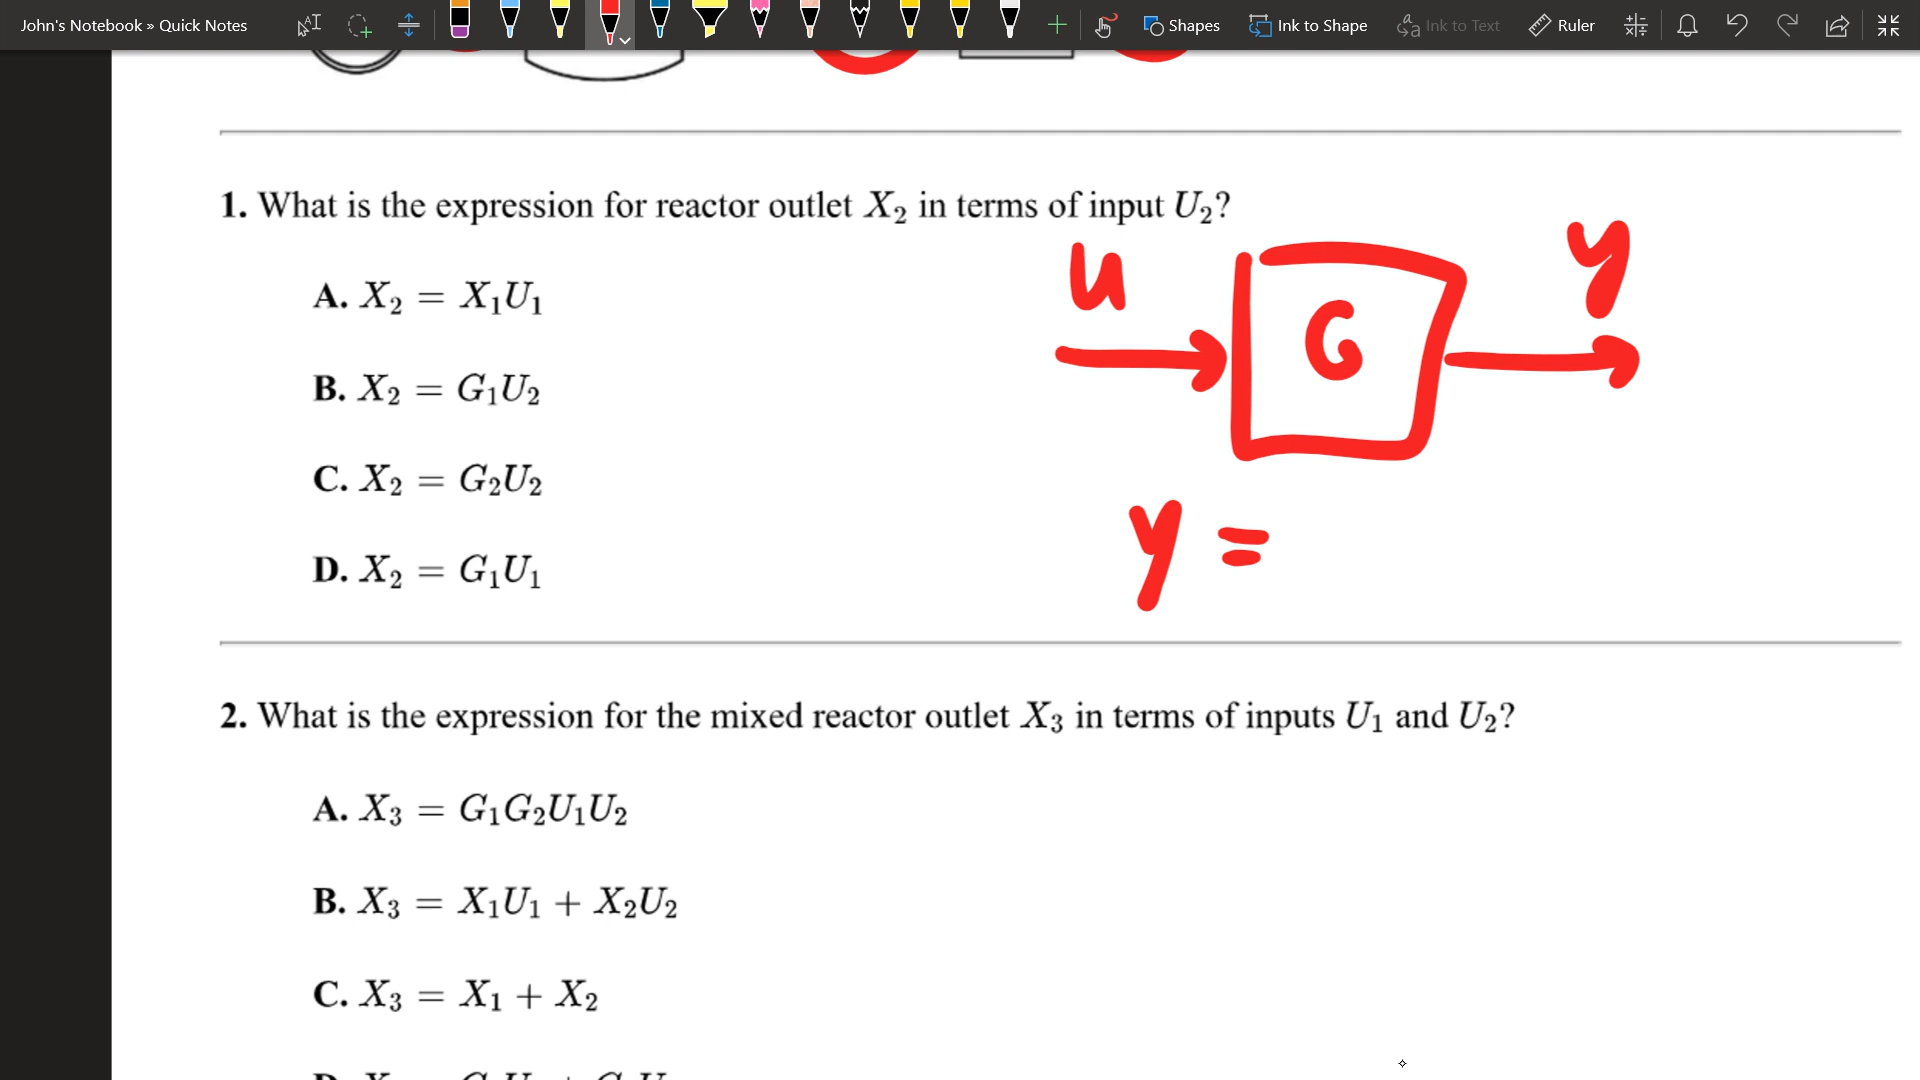 John's Notebook » Quick Notes
Shapes
Ink to Shape
Ink to Text
Ruler
1. What is the expression for reactor outlet X₂ in terms of input U₂?
A. X₂ = X₁U₁
B. X₂ = G₁U₂
C. X₂ = G₂U₂
D. X₂ = G₁U₁
u
G
y
y =
2. What is the expression for the mixed reactor outlet X₃ in terms of inputs U₁ and U₂?
A. X₃ = G₁G₂U₁U₂
B. X₃ = X₁U₁ + X₂U₂
C. X₃ = X₁ + X₂